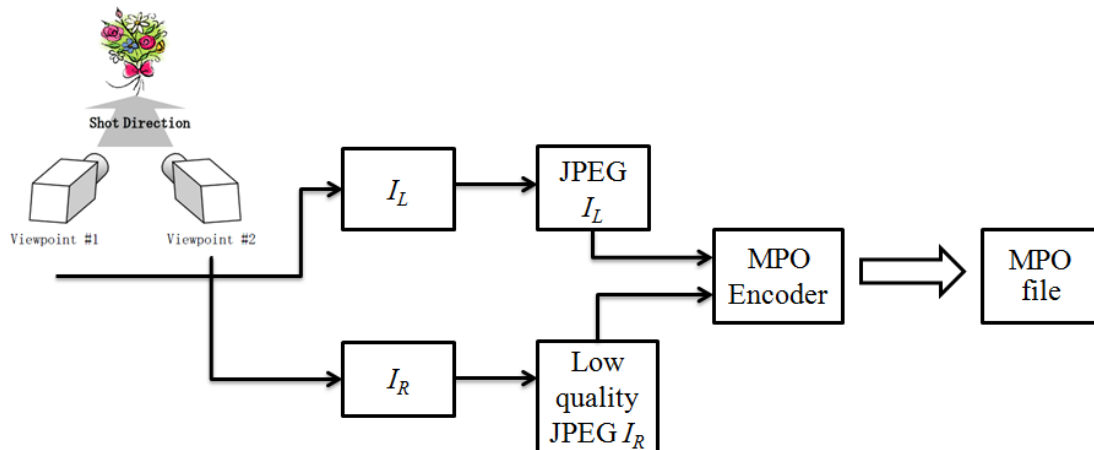 Shot Direction
Viewpoint #1
Viewpoint #2
I_L
JPEG
I_L
MPO
Encoder
MPO
file
I_R
Low
quality
JPEG I_R